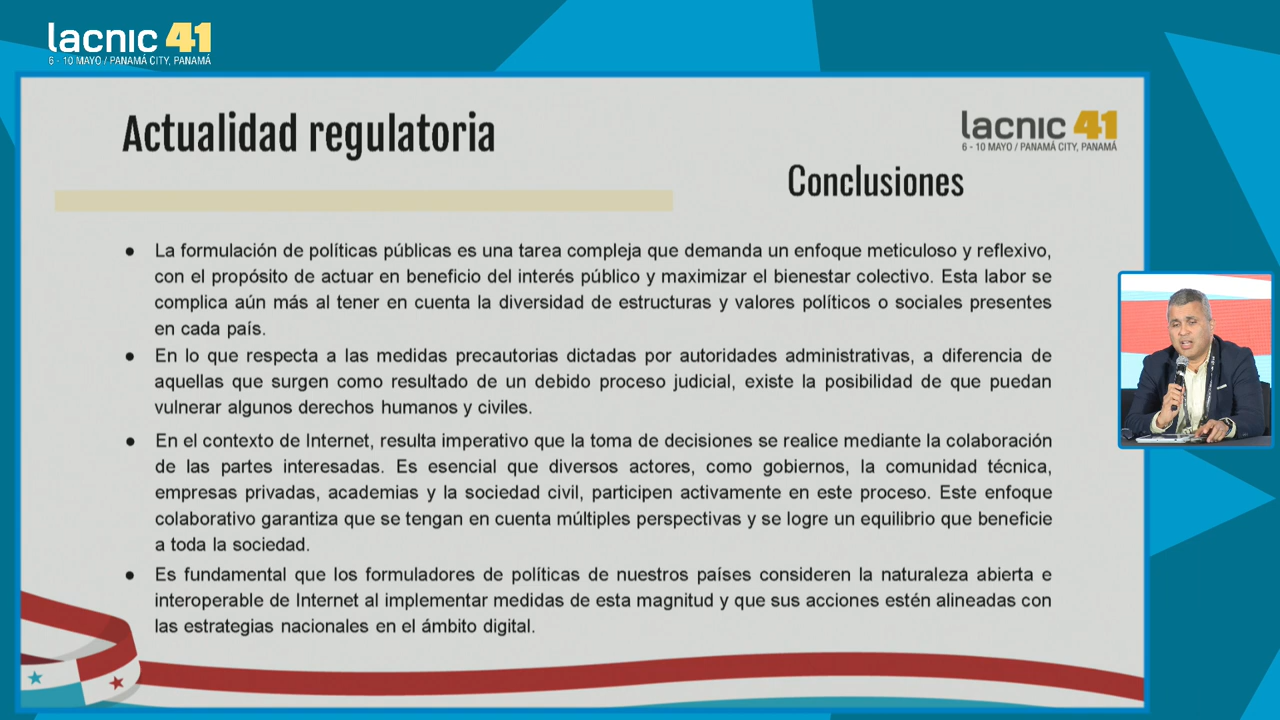 lacnic 41
6 - 10 MAYO / PANAMÁ CITY, PANAMÁ
Actualidad regulatoria
lacnic 41
6 - 10 MAYO / PANAMÁ CITY, PANAMÁ
Conclusiones
● La formulación de políticas públicas es una tarea compleja que demanda un enfoque meticuloso y reflexivo,
con el propósito de actuar en beneficio del interés público y maximizar el bienestar colectivo. Esta labor se
complica aún más al tener en cuenta la diversidad de estructuras y valores políticos o sociales presentes
en cada país.
● En lo que respecta a las medidas precautorias dictadas por autoridades administrativas, a diferencia de
aquellas que surgen como resultado de un debido proceso judicial, existe la posibilidad de que puedan
vulnerar algunos derechos humanos y civiles.
● En el contexto de Internet, resulta imperativo que la toma de decisiones se realice mediante la colaboración
de las partes interesadas. Es esencial que diversos actores, como gobiernos, la comunidad técnica,
empresas privadas, academias y la sociedad civil, participen activamente en este proceso. Este enfoque
colaborativo garantiza que se tengan en cuenta múltiples perspectivas y se logre un equilibrio que beneficie
a toda la sociedad.
● Es fundamental que los formuladores de políticas de nuestros países consideren la naturaleza abierta e
interoperable de Internet al implementar medidas de esta magnitud y que sus acciones estén alineadas con
las estrategias nacionales en el ámbito digital.